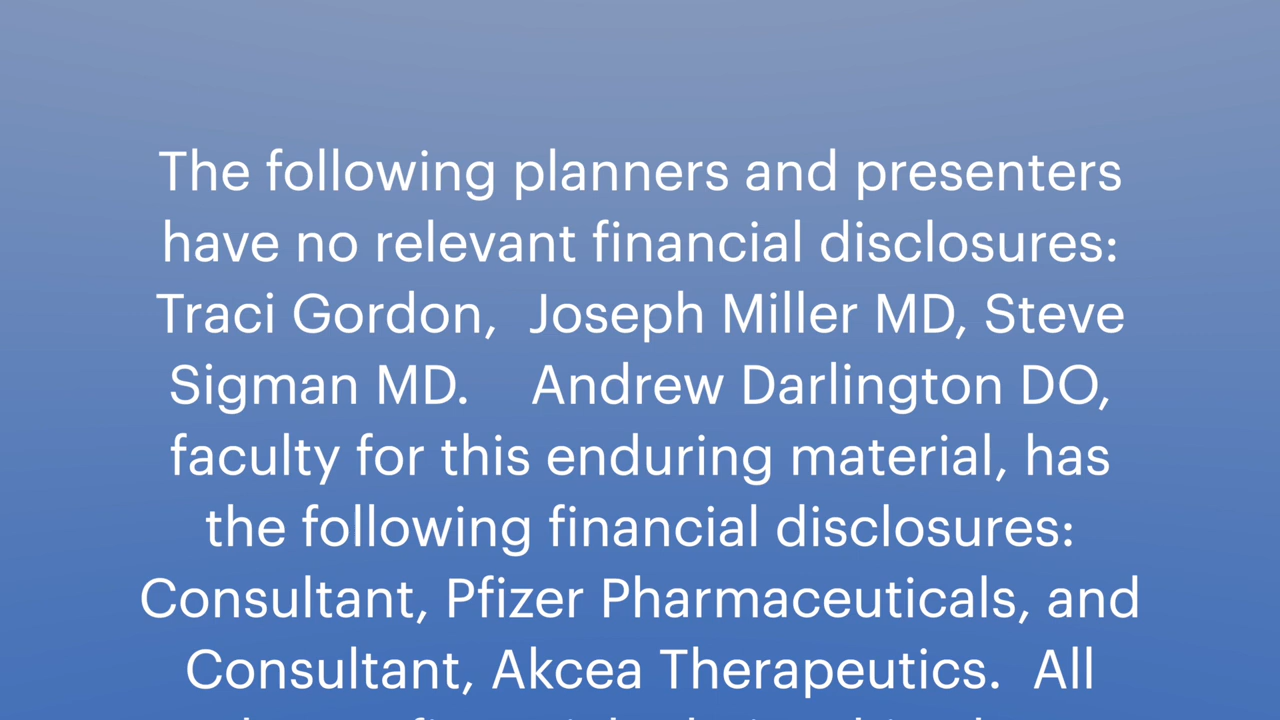 The following planners and presenters
have no relevant financial disclosures:
Traci Gordon,  Joseph Miller MD, Steve
Sigman MD.    Andrew Darlington DO,
faculty for this enduring material, has
the following financial disclosures:
Consultant, Pfizer Pharmaceuticals, and
Consultant, Akcea Therapeutics.  All